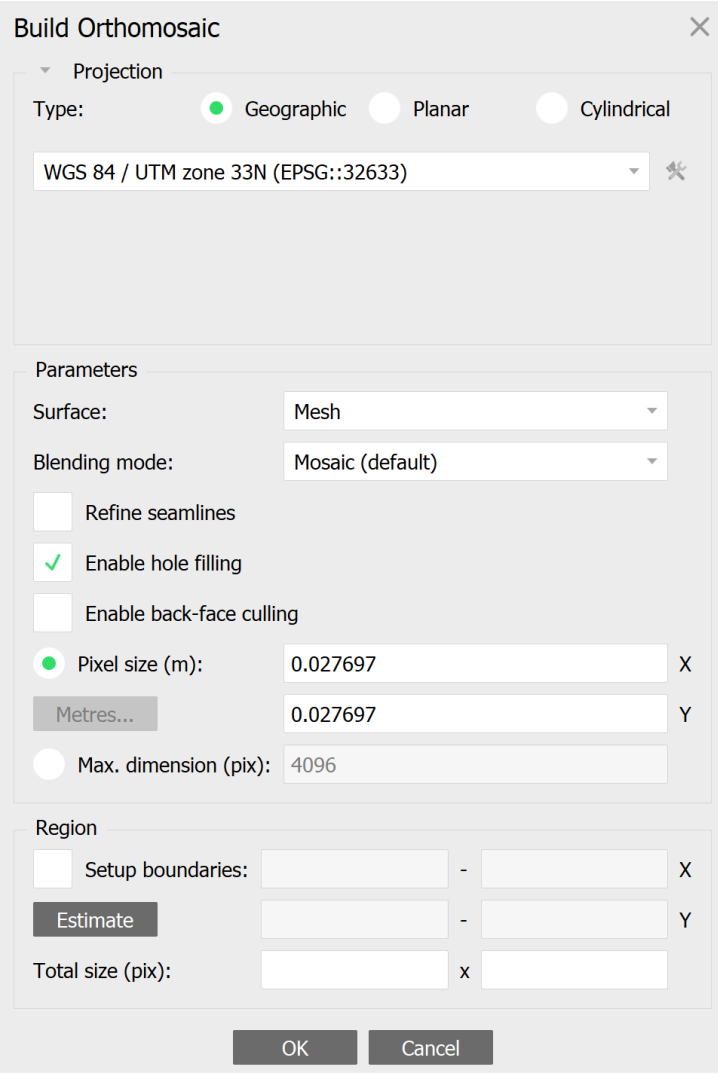 Build Orthomosaic
Projection
Type: Geographic Planar Cylindrical
WGS 84 / UTM zone 33N (EPSG::32633)
Parameters
Surface: Mesh
Blending mode: Mosaic (default)
Refine seamlines
Enable hole filling
Enable back-face culling
Pixel size (m): 0.027697 X
Metres... 0.027697 Y
Max. dimension (pix): 4096
Region
Setup boundaries: - X
Estimate - Y
Total size (pix): x
OK Cancel